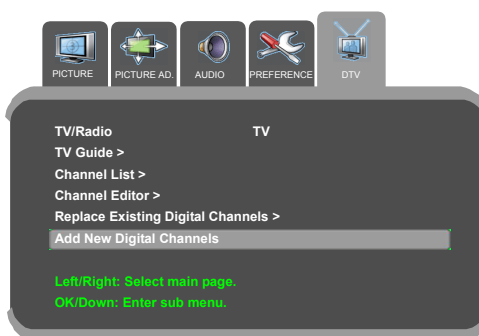 PICTURE PICTURE AD. AUDIO PREFERENCE DTV
TV/Radio TV
TV Guide >
Channel List >
Channel Editor >
Replace Existing Digital Channels >
Add New Digital Channels
Left/Right: Select main page.
OK/Down: Enter sub menu.